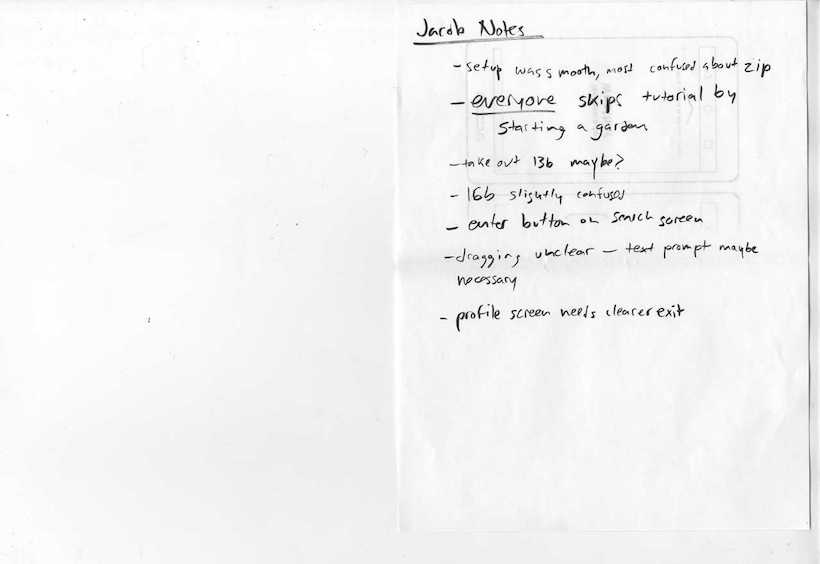 Jacob Notes
- setup was smooth, most confused about zip
- everyone skips tutorial by
starting a garden
- take out 13b maybe?
- 16b slightly confused
- enter button on search screen
- dragging unclear - text prompt maybe
necessary
- profile screen needs clearer exit